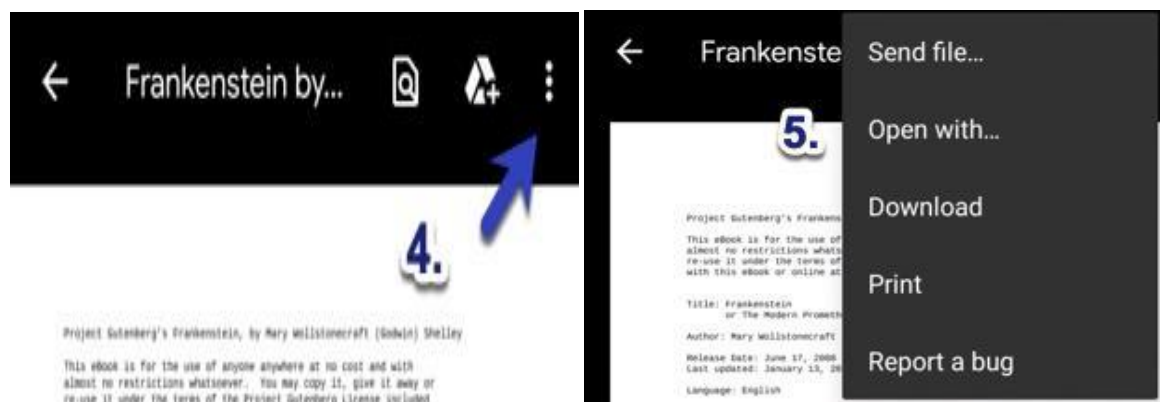 Frankenstein by...
4.
Project Gutenberg's Frankenstein, by Mary Wollstonecraft (Godwin) Shelley
This eBook is for the use of anyone anywhere at no cost and with
almost no restrictions whatsoever.  You may copy it, give it away or
re-use it under the terms of the Project Gutenberg License included
Frankenste
5.
Send file...
Open with...
Download
Print
Report a bug
Project Gutenberg's Frankens
This eBook is for the use of
almost no restrictions whats
re-use it under the terms of
with this eBook or online at
Title: Frankenstein
or The Modern Prometh
Author: Mary Wollstonecraft
Release Date: June 17, 2008
Last updated: January 13, 20
Language: English